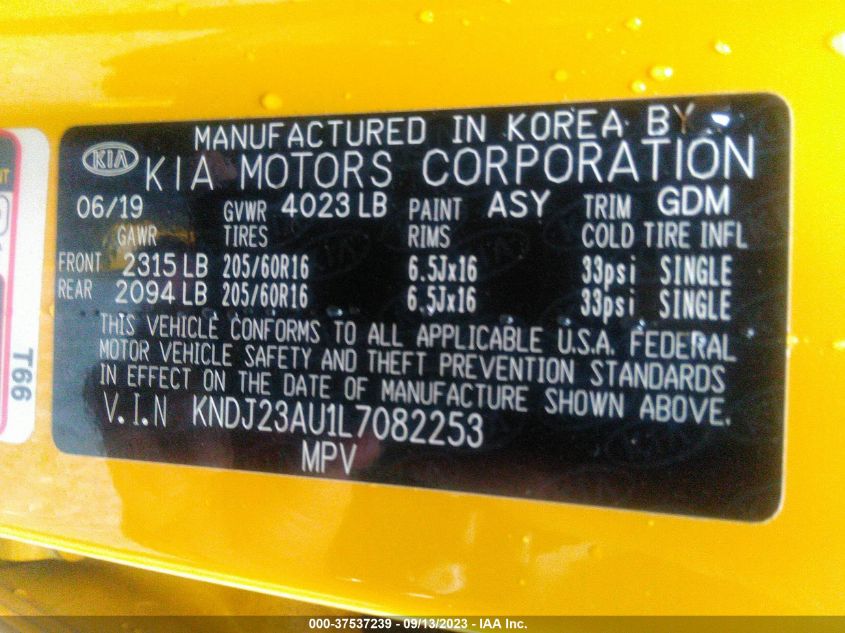 MANUFACTURED IN KOREA BY
KIA KIA MOTORS CORPORATION
06/19 GVWR 4023 LB PAINT ASY TRIM GDM
GAWR TIRES RIMS COLD TIRE INFL
FRONT 2315 LB 205/60R16 6.5Jx16 33psi SINGLE
REAR 2094 LB 205/60R16 6.5Jx16 33psi SINGLE
THIS VEHICLE CONFORMS TO ALL APPLICABLE U.S.A. FEDERAL
MOTOR VEHICLE SAFETY AND THEFT PREVENTION STANDARDS
IN EFFECT ON THE DATE OF MANUFACTURE SHOWN ABOVE.
V.I.N KNDJ23AU1L7082253
MPV
T66
000-37537239 - 09/13/2023 - IAA Inc.